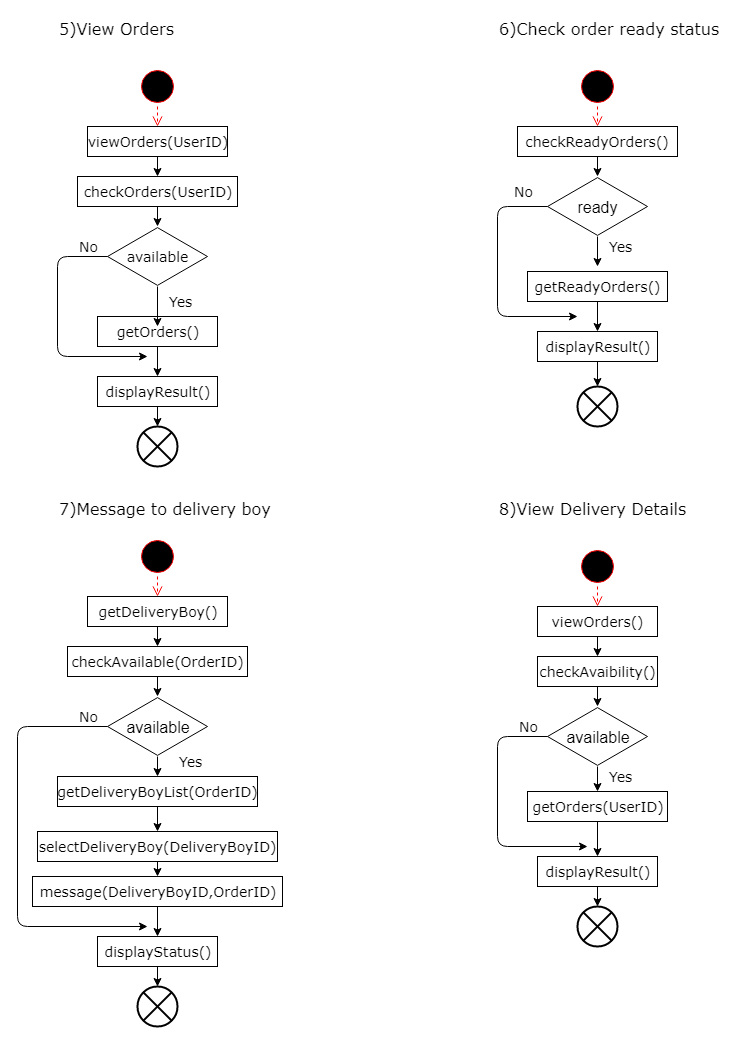 5)View Orders
viewOrders(UserID)
checkOrders(UserID)
No
available
Yes
getOrders()
displayResult()
6)Check order ready status
checkReadyOrders()
No
ready
Yes
getReadyOrders()
displayResult()
7)Message to delivery boy
getDeliveryBoy()
checkAvailable(OrderID)
No
available
Yes
getDeliveryBoyList(OrderID)
selectDeliveryBoy(DeliveryBoyID)
message(DeliveryBoyID,OrderID)
displayStatus()
8)View Delivery Details
viewOrders()
checkAvaibility()
No
available
Yes
getOrders(UserID)
displayResult()